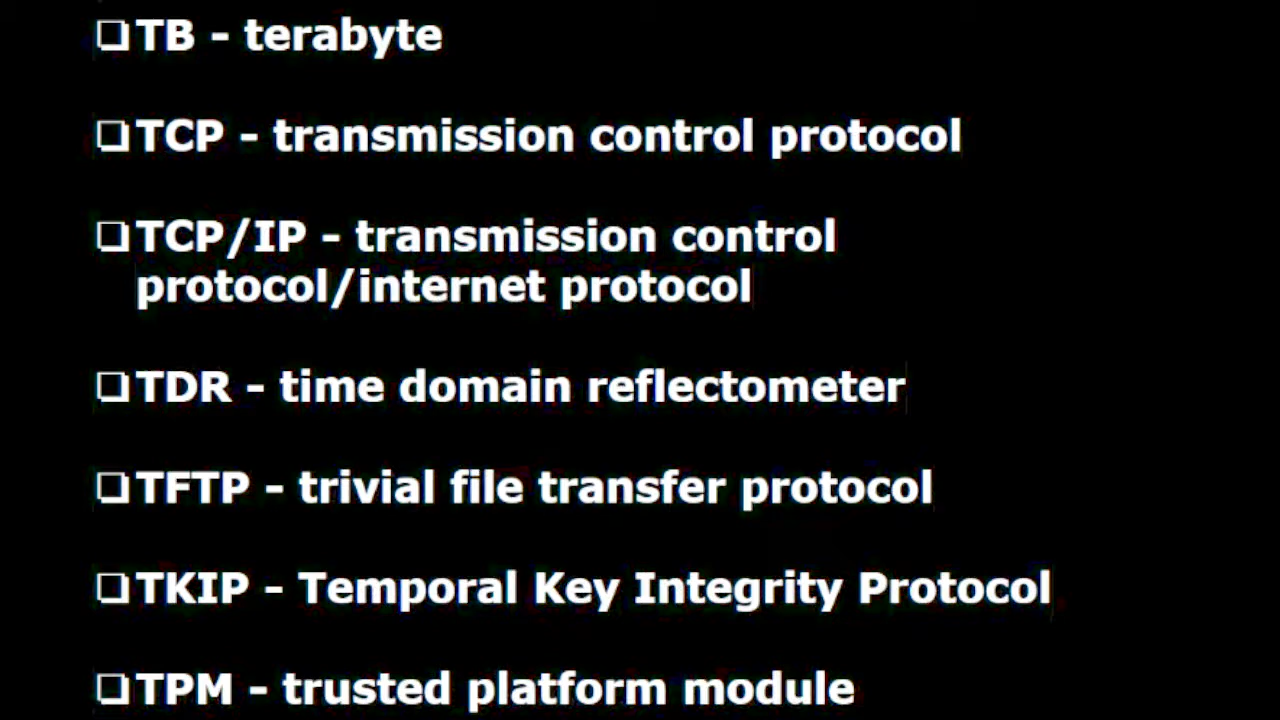 ❑TB - terabyte
❑TCP - transmission control protocol
❑TCP/IP - transmission control
protocol/internet protocol
❑TDR - time domain reflectometer
❑TFTP - trivial file transfer protocol
❑TKIP - Temporal Key Integrity Protocol
❑TPM - trusted platform module